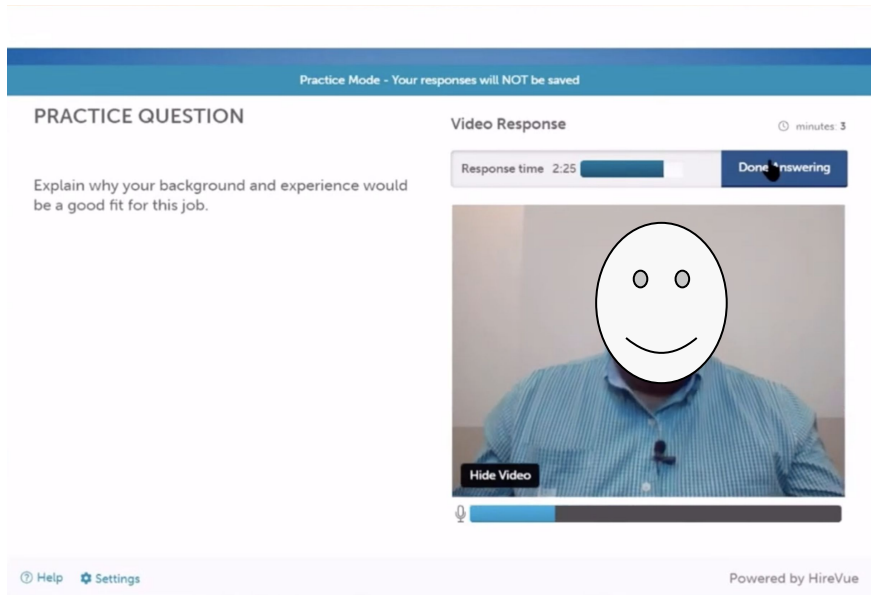 Practice Mode - Your responses will NOT be saved
PRACTICE QUESTION
Explain why your background and experience would
be a good fit for this job.
Video Response
minutes: 3
Response time 2:25
Done Answering
Hide Video
Help
Settings
Powered by HireVue